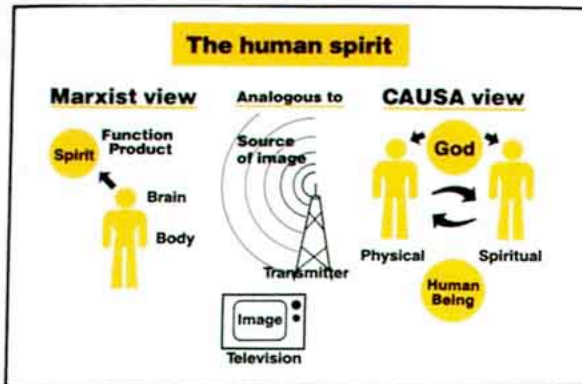 The human spirit
Marxist view
Spirit
Function
Product
Brain
Body
Analogous to
Source
of image
Transmitter
Image
Television
CAUSA view
God
Physical
Spiritual
Human
Being